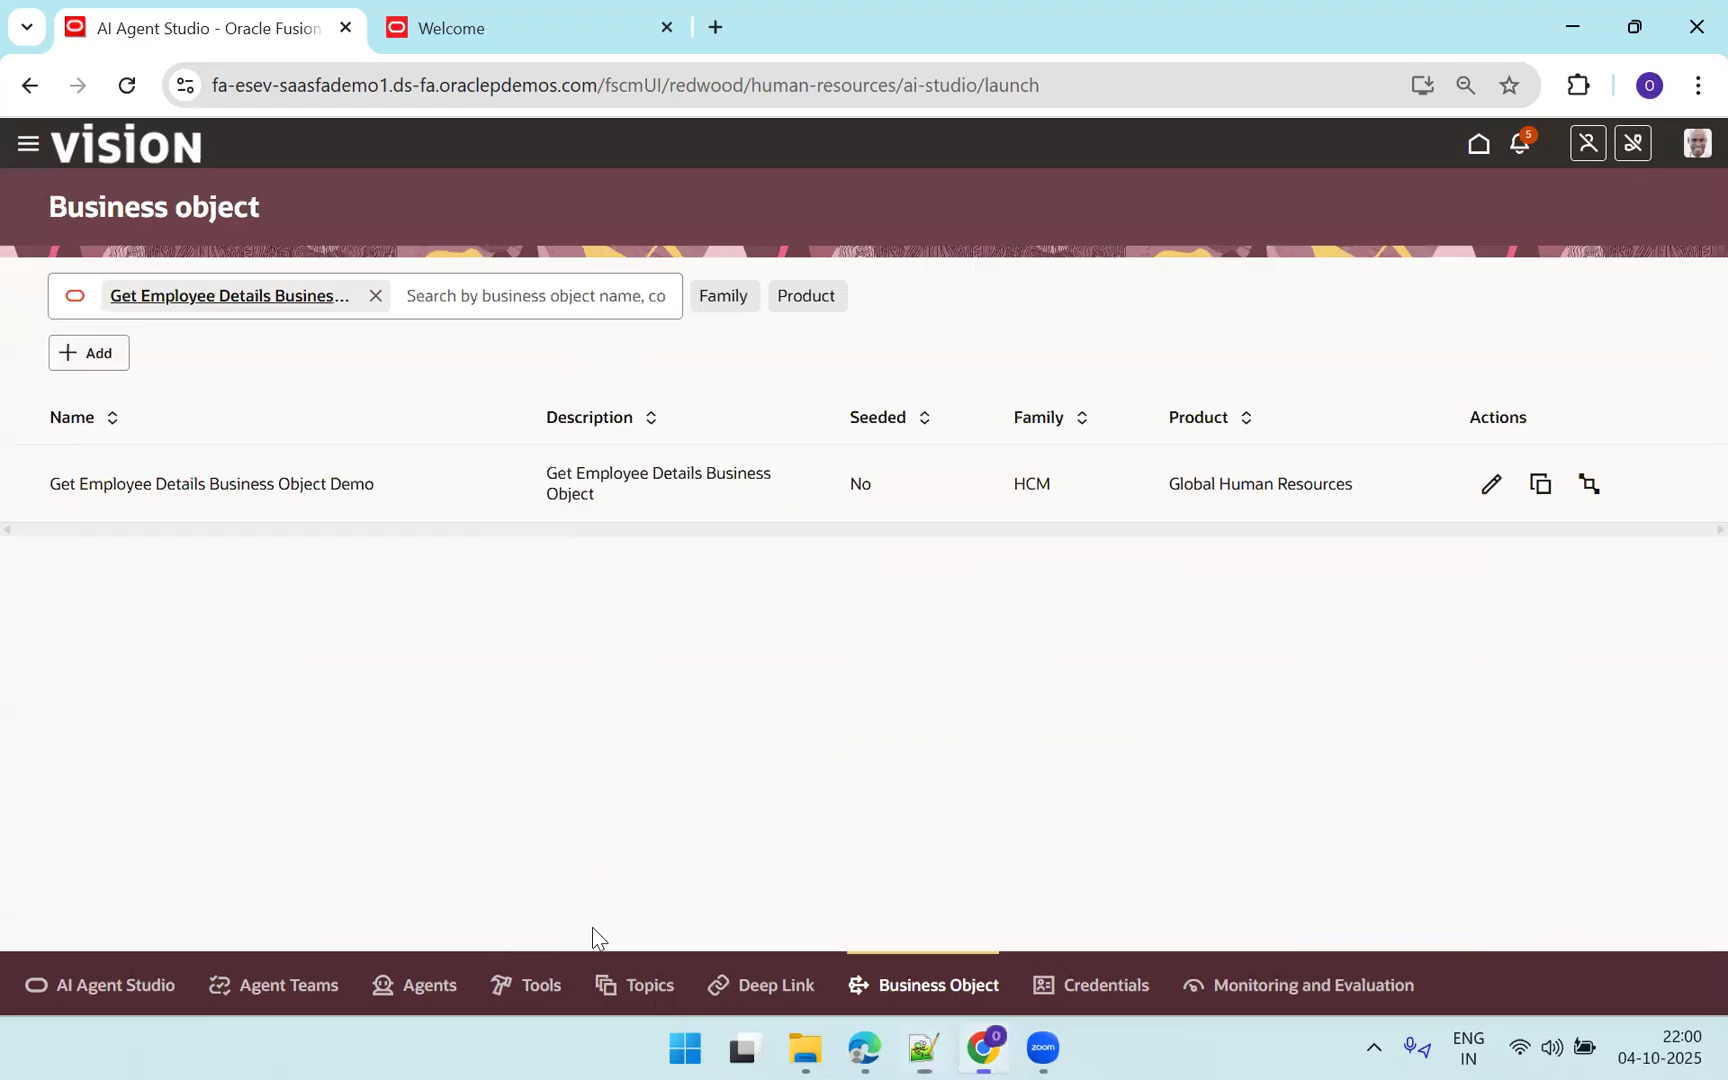 AI Agent Studio - Oracle Fusion
Welcome
fa-esev-saasfademo1.ds-fa.oraclepdemos.com/fscmUI/redwood/human-resources/ai-studio/launch
O
vision
5
Business object
Get Employee Details Busines...
Search by business object name, co
Family
Product
Add
Name
Description
Seeded
Family
Product
Actions
Get Employee Details Business Object Demo
Get Employee Details Business
Object
No
HCM
Global Human Resources
AI Agent Studio
Agent Teams
Agents
Tools
Topics
Deep Link
Business Object
Credentials
Monitoring and Evaluation
O
zoom
ENG
IN
22:00
04-10-2025